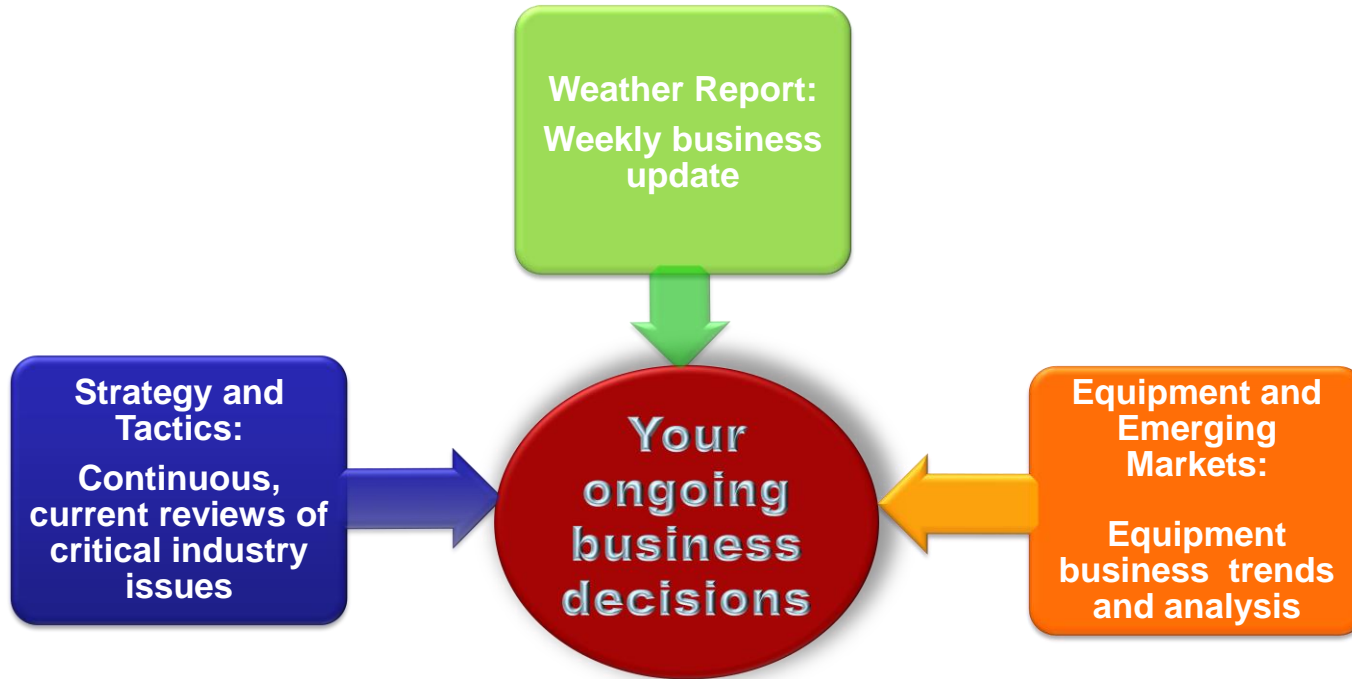 Weather Report:
Weekly business
update
Strategy and
Tactics:
Continuous,
current reviews of
critical industry
issues
Your
ongoing
business
decisions
Equipment and
Emerging
Markets:
Equipment
business  trends
and analysis